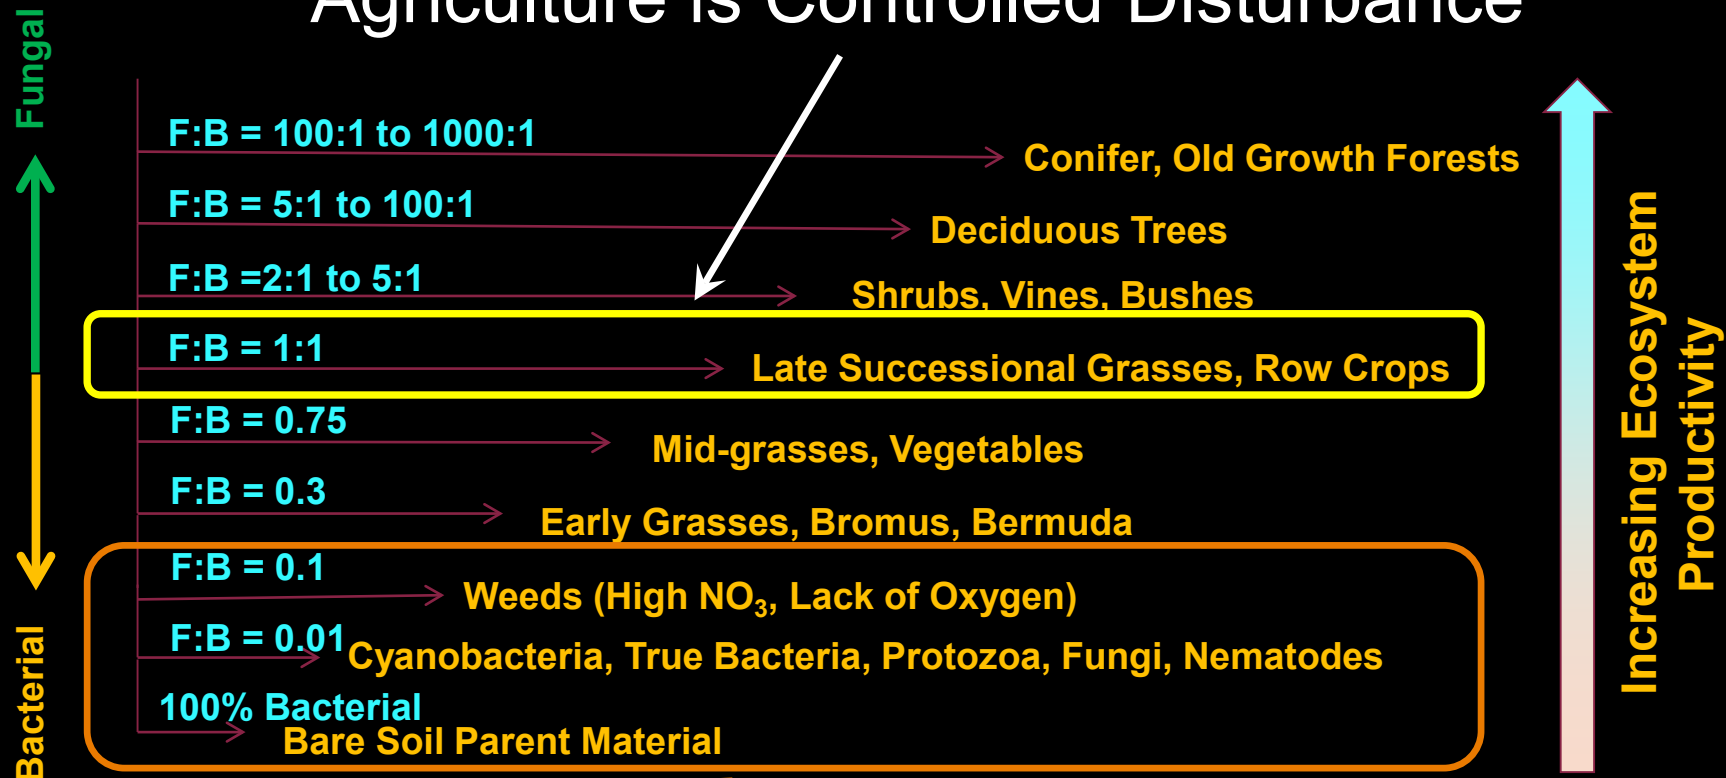 Agriculture is Controlled Disturbance
Fungal
F:B = 100:1 to 1000:1
Conifer, Old Growth Forests
F:B = 5:1 to 100:1
Deciduous Trees
F:B =2:1 to 5:1
Shrubs, Vines, Bushes
F:B = 1:1
Late Successional Grasses, Row Crops
F:B = 0.75
Mid-grasses, Vegetables
F:B = 0.3
Early Grasses, Bromus, Bermuda
F:B = 0.1
Weeds (High NO₃, Lack of Oxygen)
F:B = 0.01
Cyanobacteria, True Bacteria, Protozoa, Fungi, Nematodes
100% Bacterial
Bare Soil Parent Material
Bacterial
Increasing Ecosystem
Productivity